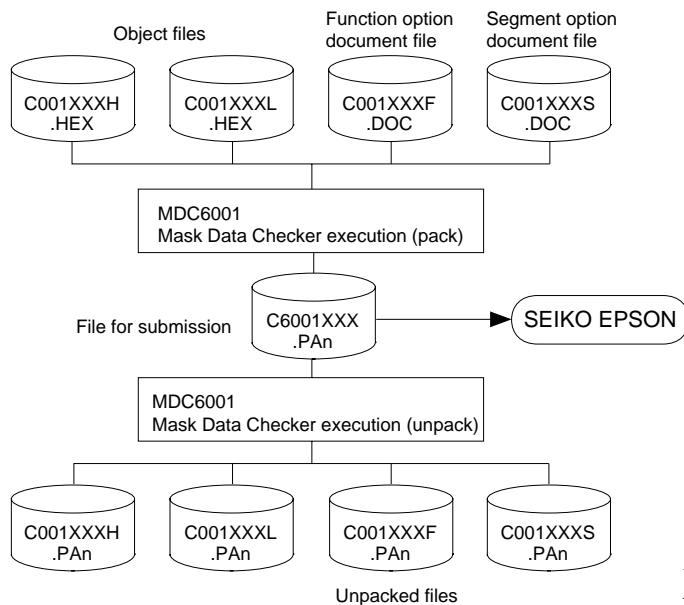 Object files
Function option
document file
Segment option
document file
C001XXXH
.HEX
C001XXXL
.HEX
C001XXXF
.DOC
C001XXXS
.DOC
MDC6001
Mask Data Checker execution (pack)
File for submission
C6001XXX
.PAn
SEIKO EPSON
MDC6001
Mask Data Checker execution (unpack)
C001XXXH
.PAn
C001XXXL
.PAn
C001XXXF
.PAn
C001XXXS
.PAn
Unpacked files